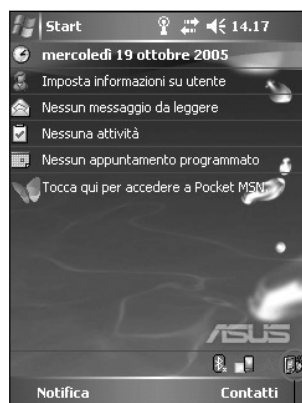 Start 14.17
mercoledì 19 ottobre 2005
Imposta informazioni su utente
Nessun messaggio da leggere
Nessuna attività
Nessun appuntamento programmato
Tocca qui per accedere a Pocket MSN.
ASUS
Notifica Contatti